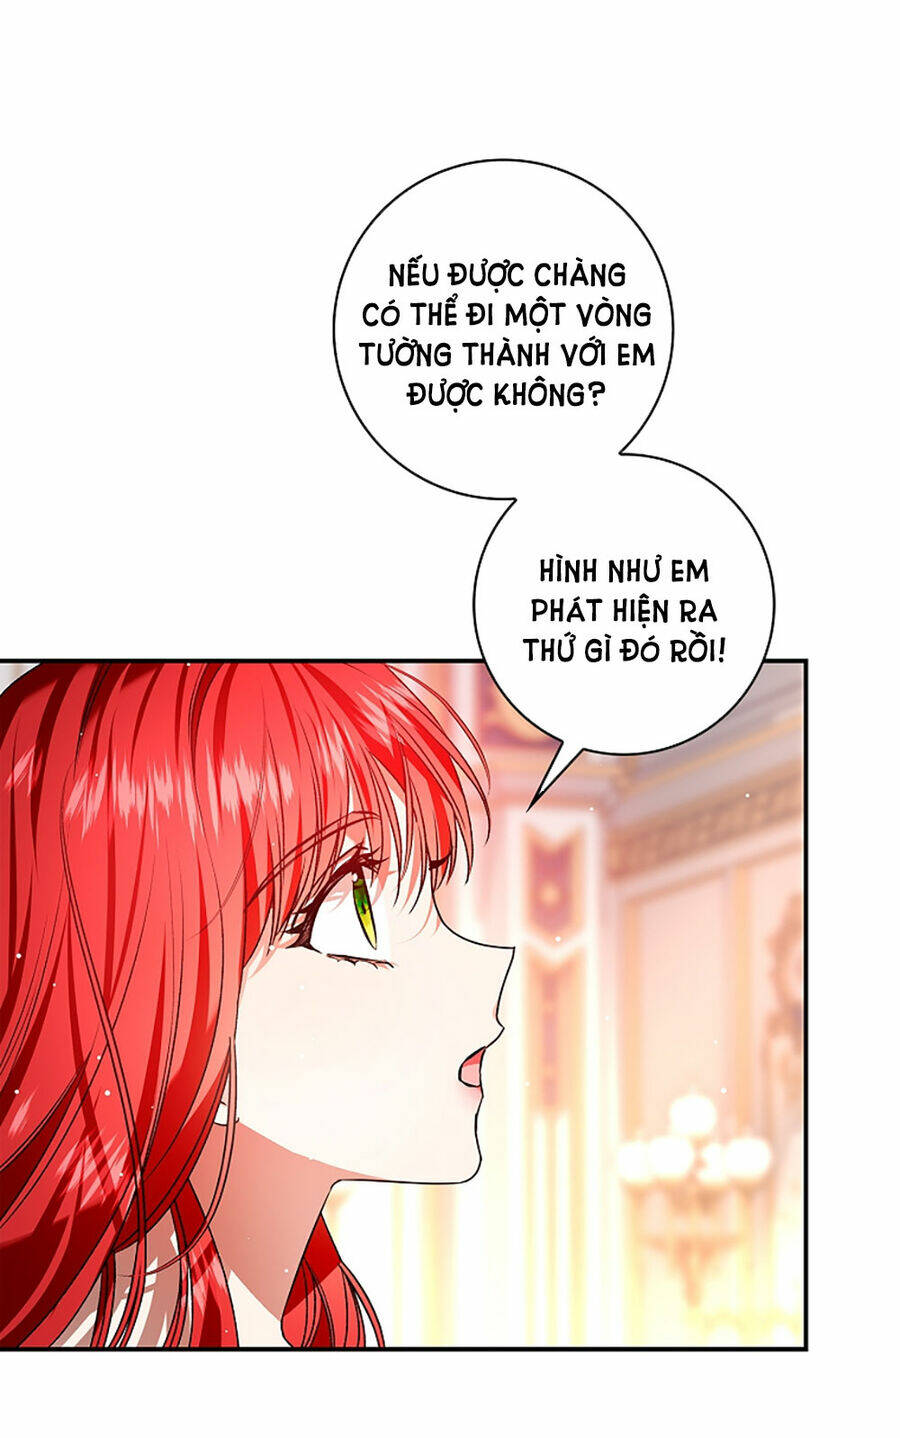 NẾU ĐƯỢC CHÀNG
CÓ THỂ ĐI MỘT VÒNG
TƯỜNG THÀNH VỚI EM
ĐƯỢC KHÔNG?
HÌNH NHƯ EM
PHÁT HIỆN RA
THỨ GÌ ĐÓ RỒI!